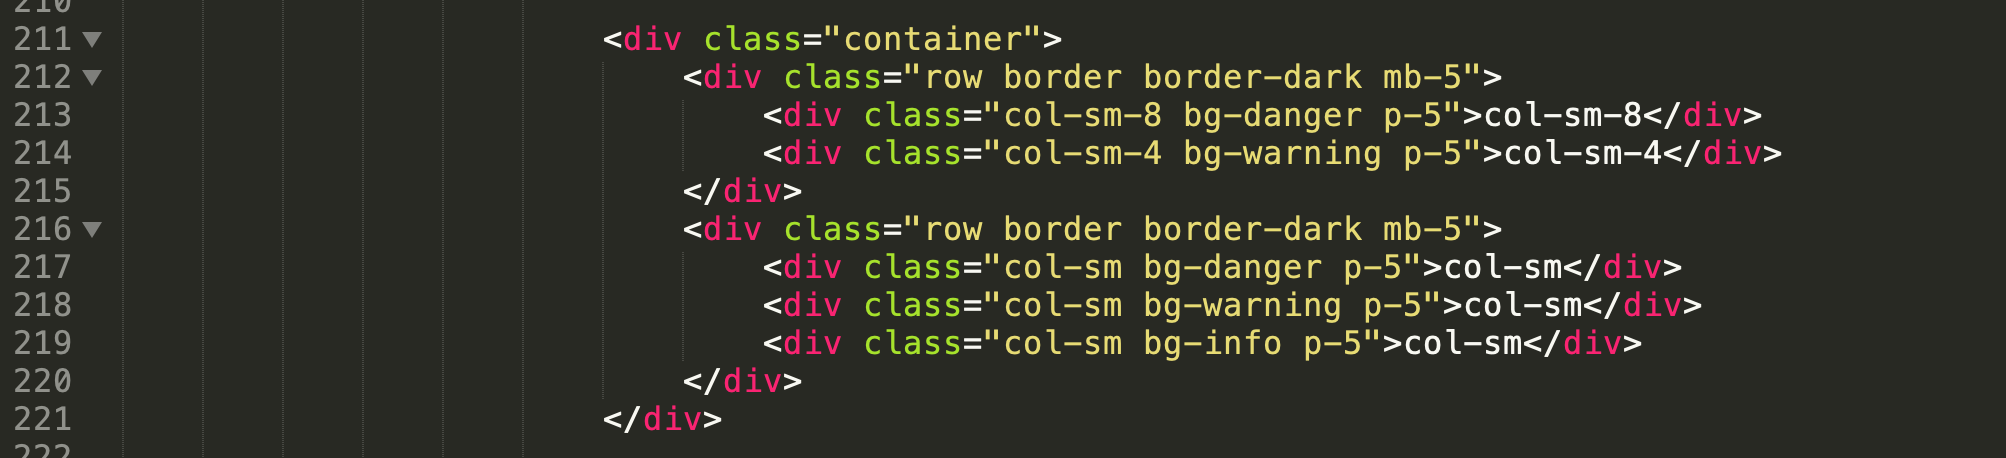 210
211 <div class="container">
212 <div class="row border border-dark mb-5">
213 <div class="col-sm-8 bg-danger p-5">col-sm-8</div>
214 <div class="col-sm-4 bg-warning p-5">col-sm-4</div>
215 </div>
216 <div class="row border border-dark mb-5">
217 <div class="col-sm bg-danger p-5">col-sm</div>
218 <div class="col-sm bg-warning p-5">col-sm</div>
219 <div class="col-sm bg-info p-5">col-sm</div>
220 </div>
221 </div>
222